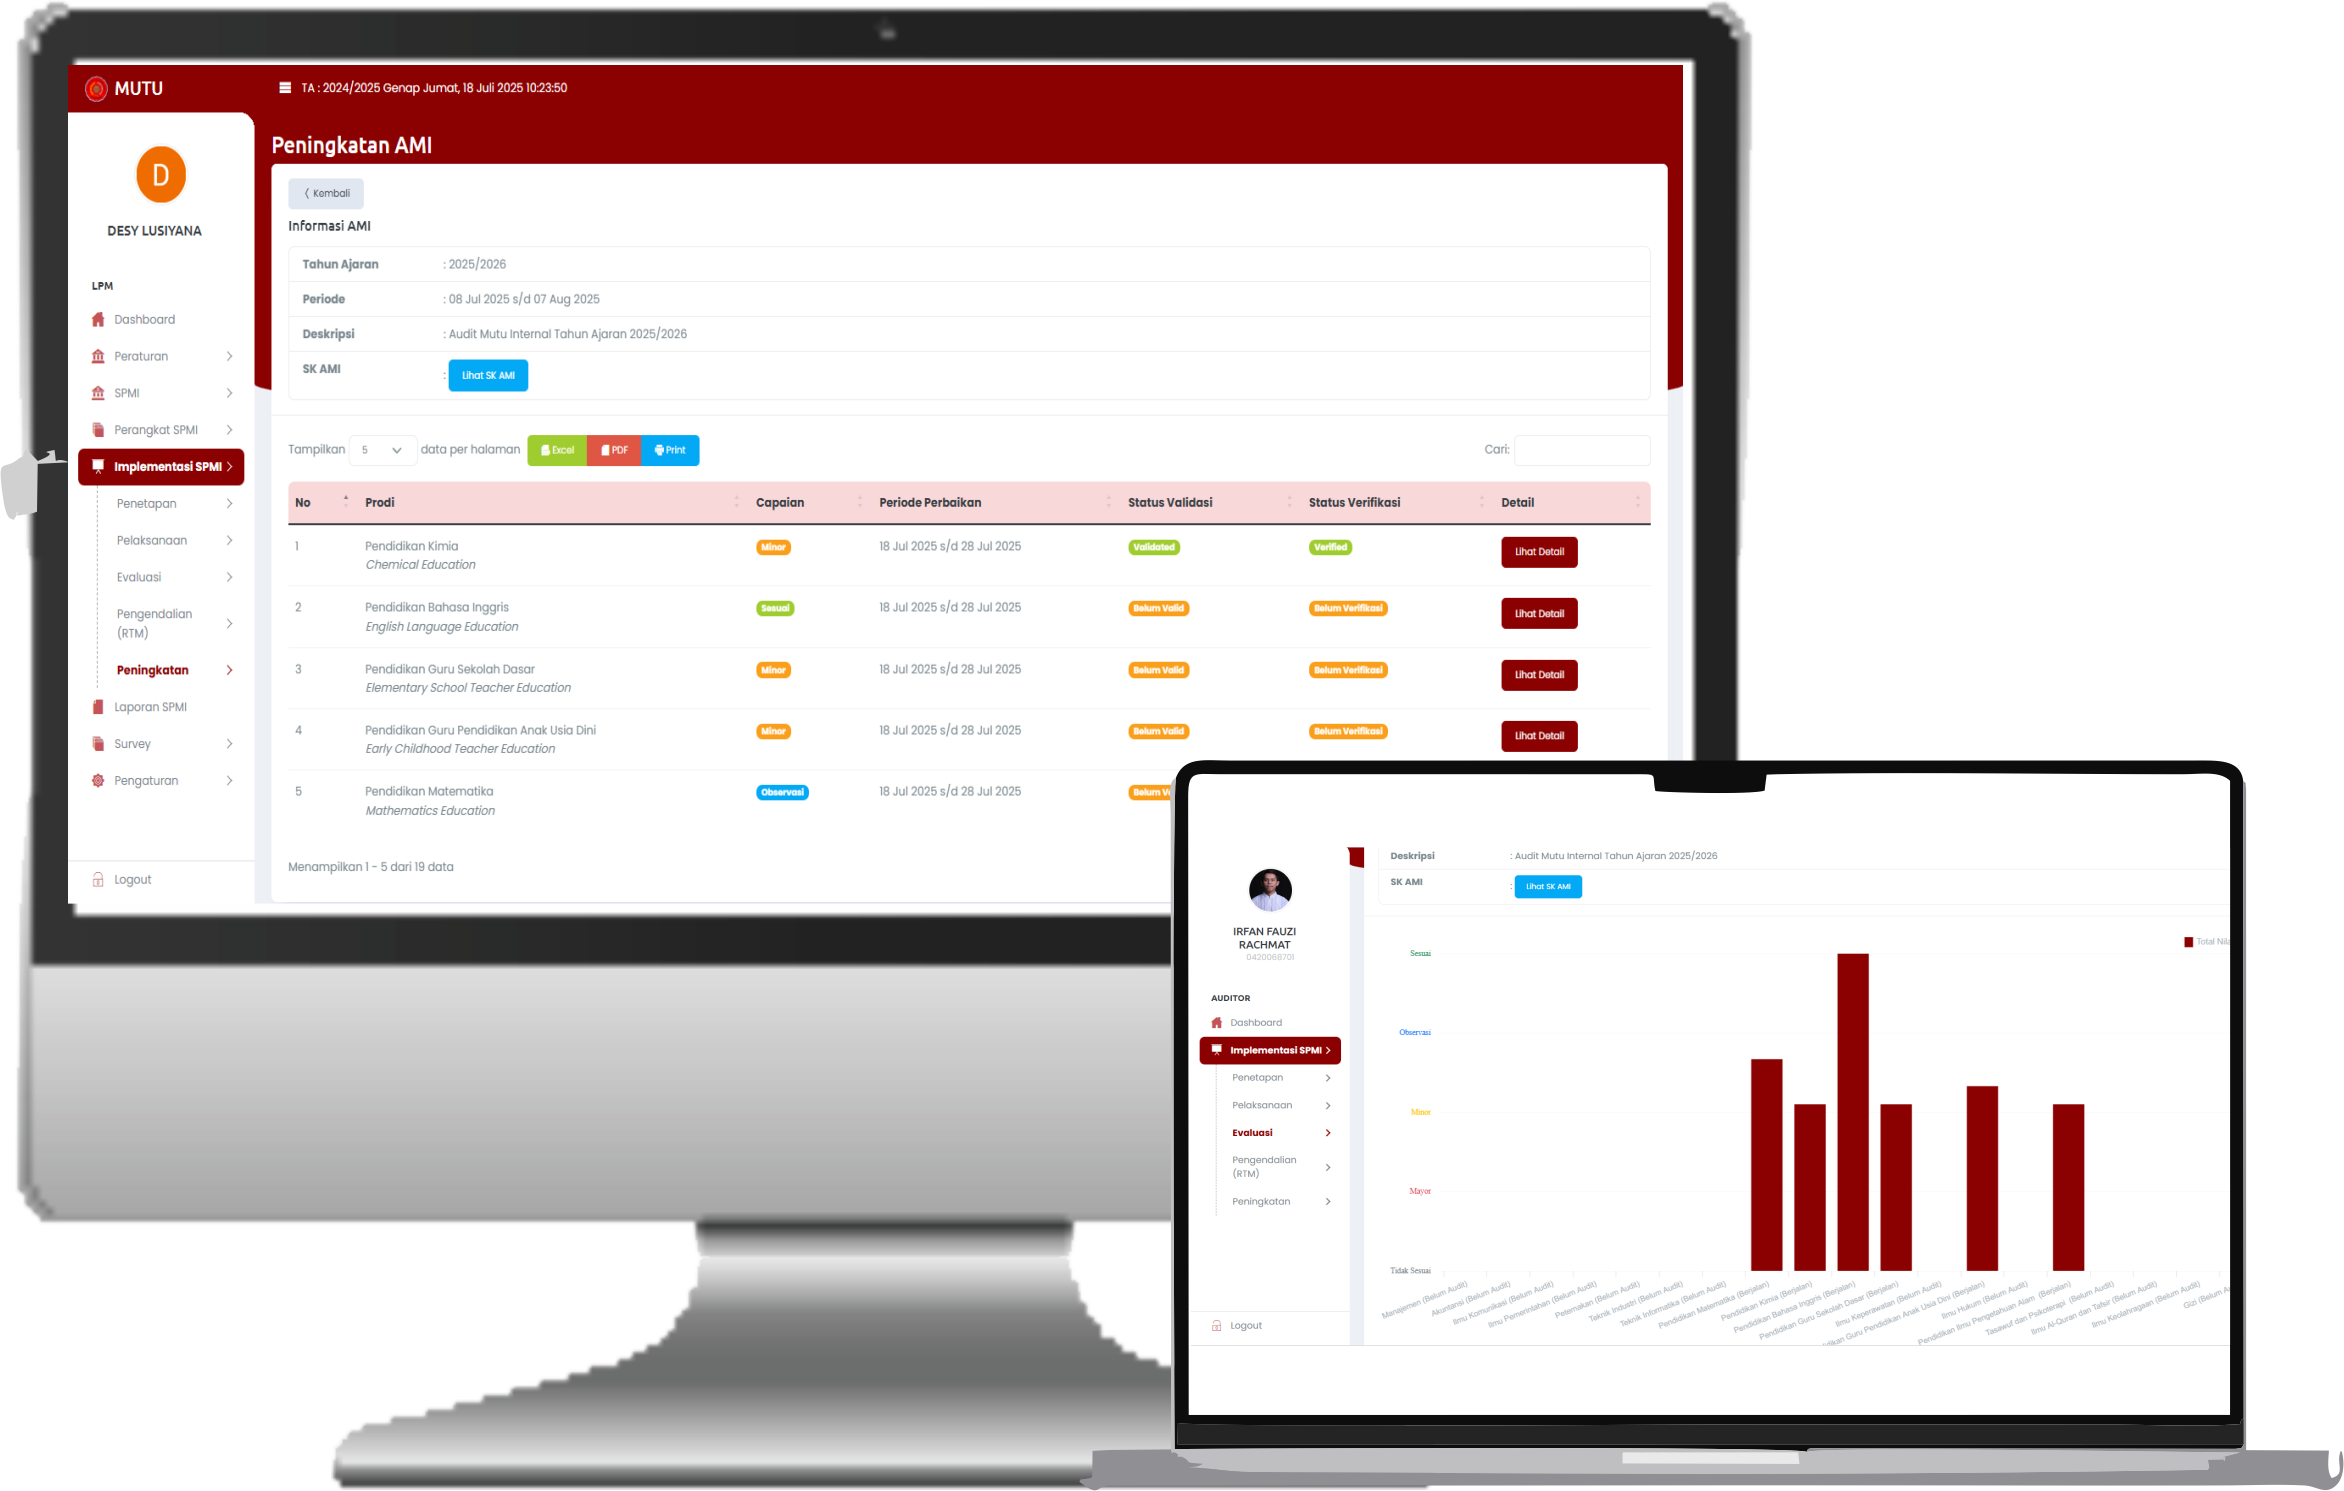 MUTU
TA : 2024/2025 Genap Jumat, 18 Juli 2025 10:23:50
D
DESY LUSIYANA
LPM
Dashboard
Peraturan
SPMI
Perangkat SPMI
Implementasi SPMI
Penetapan
Pelaksanaan
Evaluasi
Pengendalian
(RTM)
Peningkatan
Laporan SPMI
Survey
Pengaturan
Logout
Peningkatan AMI
Kembali
Informasi AMI
Tahun Ajaran : 2025/2026
Periode : 08 Jul 2025 s/d 07 Aug 2025
Deskripsi : Audit Mutu Internal Tahun Ajaran 2025/2026
SK AMI : Lihat SK AMI
Tampilkan 5 data per halaman Excel PDF Print Cari:
No Prodi Capaian Periode Perbaikan Status Validasi Status Verifikasi Detail
1 Pendidikan Kimia Minor 18 Jul 2025 s/d 28 Jul 2025 Validated Verified Lihat Detail
Chemical Education
2 Pendidikan Bahasa Inggris Sesuai 18 Jul 2025 s/d 28 Jul 2025 Belum Valid Belum Verifikasi Lihat Detail
English Language Education
3 Pendidikan Guru Sekolah Dasar Minor 18 Jul 2025 s/d 28 Jul 2025 Belum Valid Belum Verifikasi Lihat Detail
Elementary School Teacher Education
4 Pendidikan Guru Pendidikan Anak Usia Dini Minor 18 Jul 2025 s/d 28 Jul 2025 Belum Valid Belum Verifikasi Lihat Detail
Early Childhood Teacher Education
5 Pendidikan Matematika Observasi 18 Jul 2025 s/d 28 Jul 2025 Belum
Mathematics Education
Menampilkan 1 - 5 dari 19 data
IRFAN FAUZI
RACHMAT
0420068701
AUDITOR
Dashboard
Implementasi SPMI
Penetapan
Pelaksanaan
Evaluasi
Pengendalian
(RTM)
Peningkatan
Logout
Deskripsi : Audit Mutu Internal Tahun Ajaran 2025/2026
SK AMI : Lihat SK AMI
Total
Sesuai
Observasi
Minor
Mayor
Tidak Sesuai
Manajemen (Belum Audit)
Akuntansi (Belum Audit)
Ilmu Komunikasi (Belum Audit)
Ilmu Pemerintahan (Belum Audit)
Peternakan (Belum Audit)
Teknik Industri (Belum Audit)
Teknik Informatika (Belum Audit)
Pendidikan Matematika (Berjalan)
Pendidikan Kimia (Berjalan)
Pendidikan Bahasa Inggris (Berjalan)
Pendidikan Guru Sekolah Dasar (Berjalan)
Ilmu Keperawatan (Belum Audit)
Guru Pendidikan Anak Usia Dini (Berjalan)
Ilmu Hukum (Belum Audit)
Pendidikan Ilmu Pengetahuan Alam (Berjalan)
Tasawuf dan Psikoterapi (Belum Audit)
Ilmu Al-Quran dan Tafsir (Belum Audit)
Ilmu Keolahragaan (Belum Audit)
Gizi (Belum